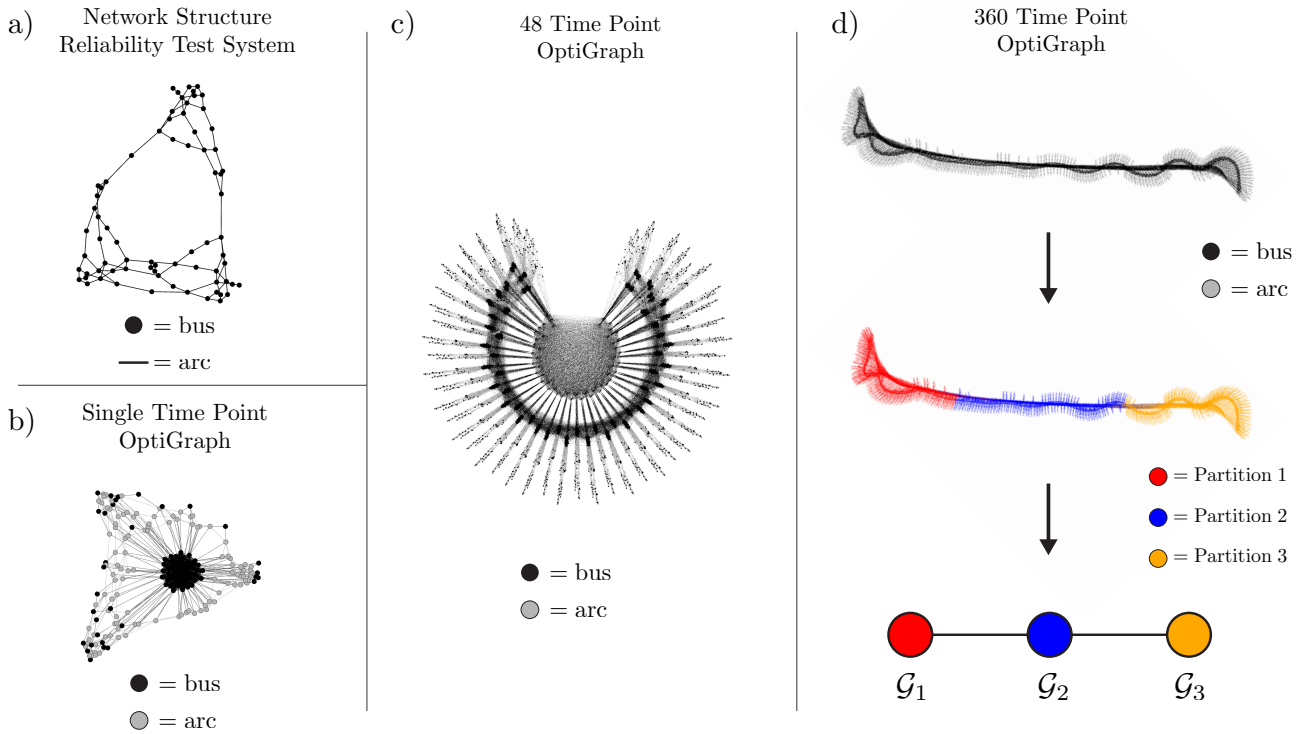 a)
Network Structure
Reliability Test System
= bus
= arc
b)
Single Time Point
OptiGraph
= bus
= arc
c)
48 Time Point
OptiGraph
= bus
= arc
d)
360 Time Point
OptiGraph
= bus
= arc
= Partition 1
= Partition 2
= Partition 3
𝒢₁ 𝒢₂ 𝒢₃